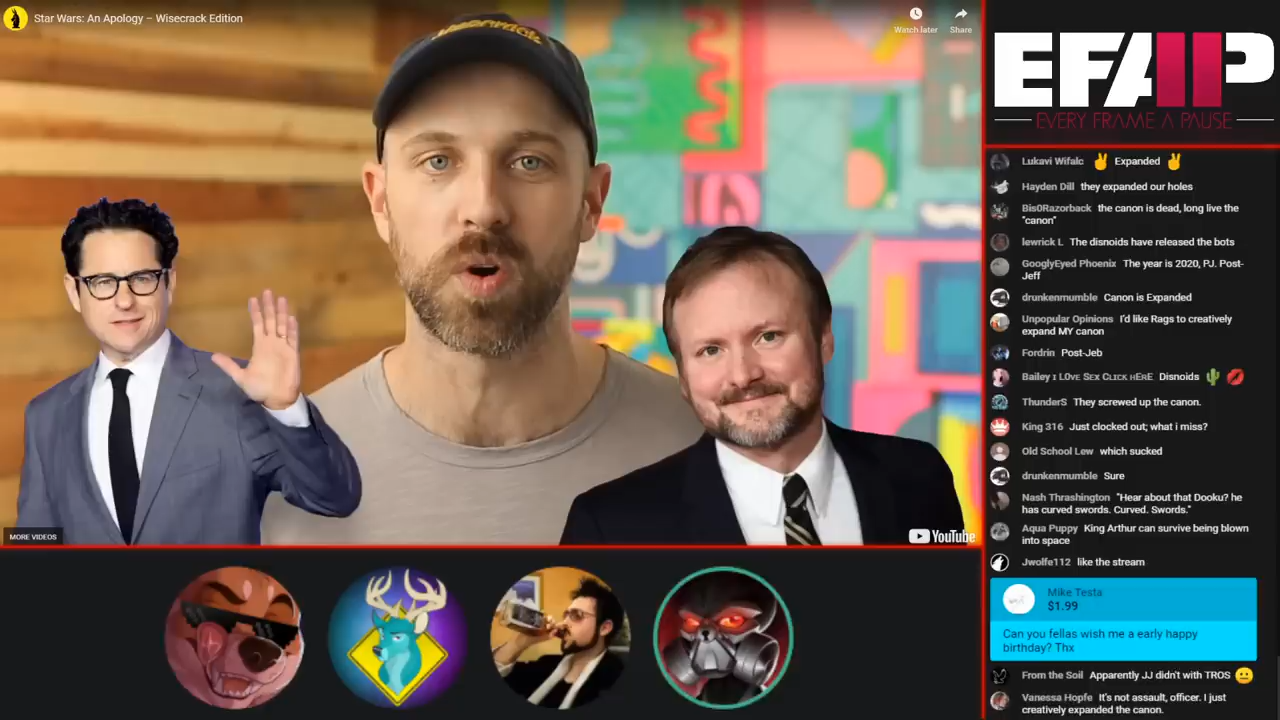 Star Wars: An Apology – Wisecrack Edition
Watch later
Share
MORE VIDEOS
YouTube
EFAP
EVERY FRAME A PAUSE
Lukavi Wifalc ✌ Expanded ✌
Hayden Dill they expanded our holes
Bis0Razorback the canon is dead, long live the
"canon"
lewrick L The disnoids have released the bots
GooglyEyed Phoenix The year is 2020, PJ. Post-
Jeff
drunkenmumble Canon is Expanded
Unpopular Opinions I'd like Rags to creatively
expand MY canon
Fordrin Post-Jeb
Bailey I L0VE SEX CLICK HERE Disnoids 🌵 💋
ThunderS They screwed up the canon.
King 316 Just clocked out; what i miss?
Old School Lew which sucked
drunkenmumble Sure
Nash Thrashington "Hear about that Dooku? he
has curved swords. Curved. Swords."
Aqua Puppy King Arthur can survive being blown
into space
Jwolfe112 like the stream
Mike Testa
$1.99
Can you fellas wish me a early happy
birthday? Thx
From the Soil Apparently JJ didn't with TROS 😐
Vanessa Hopfe It's not assault, officer. I just
creatively expanded the canon.